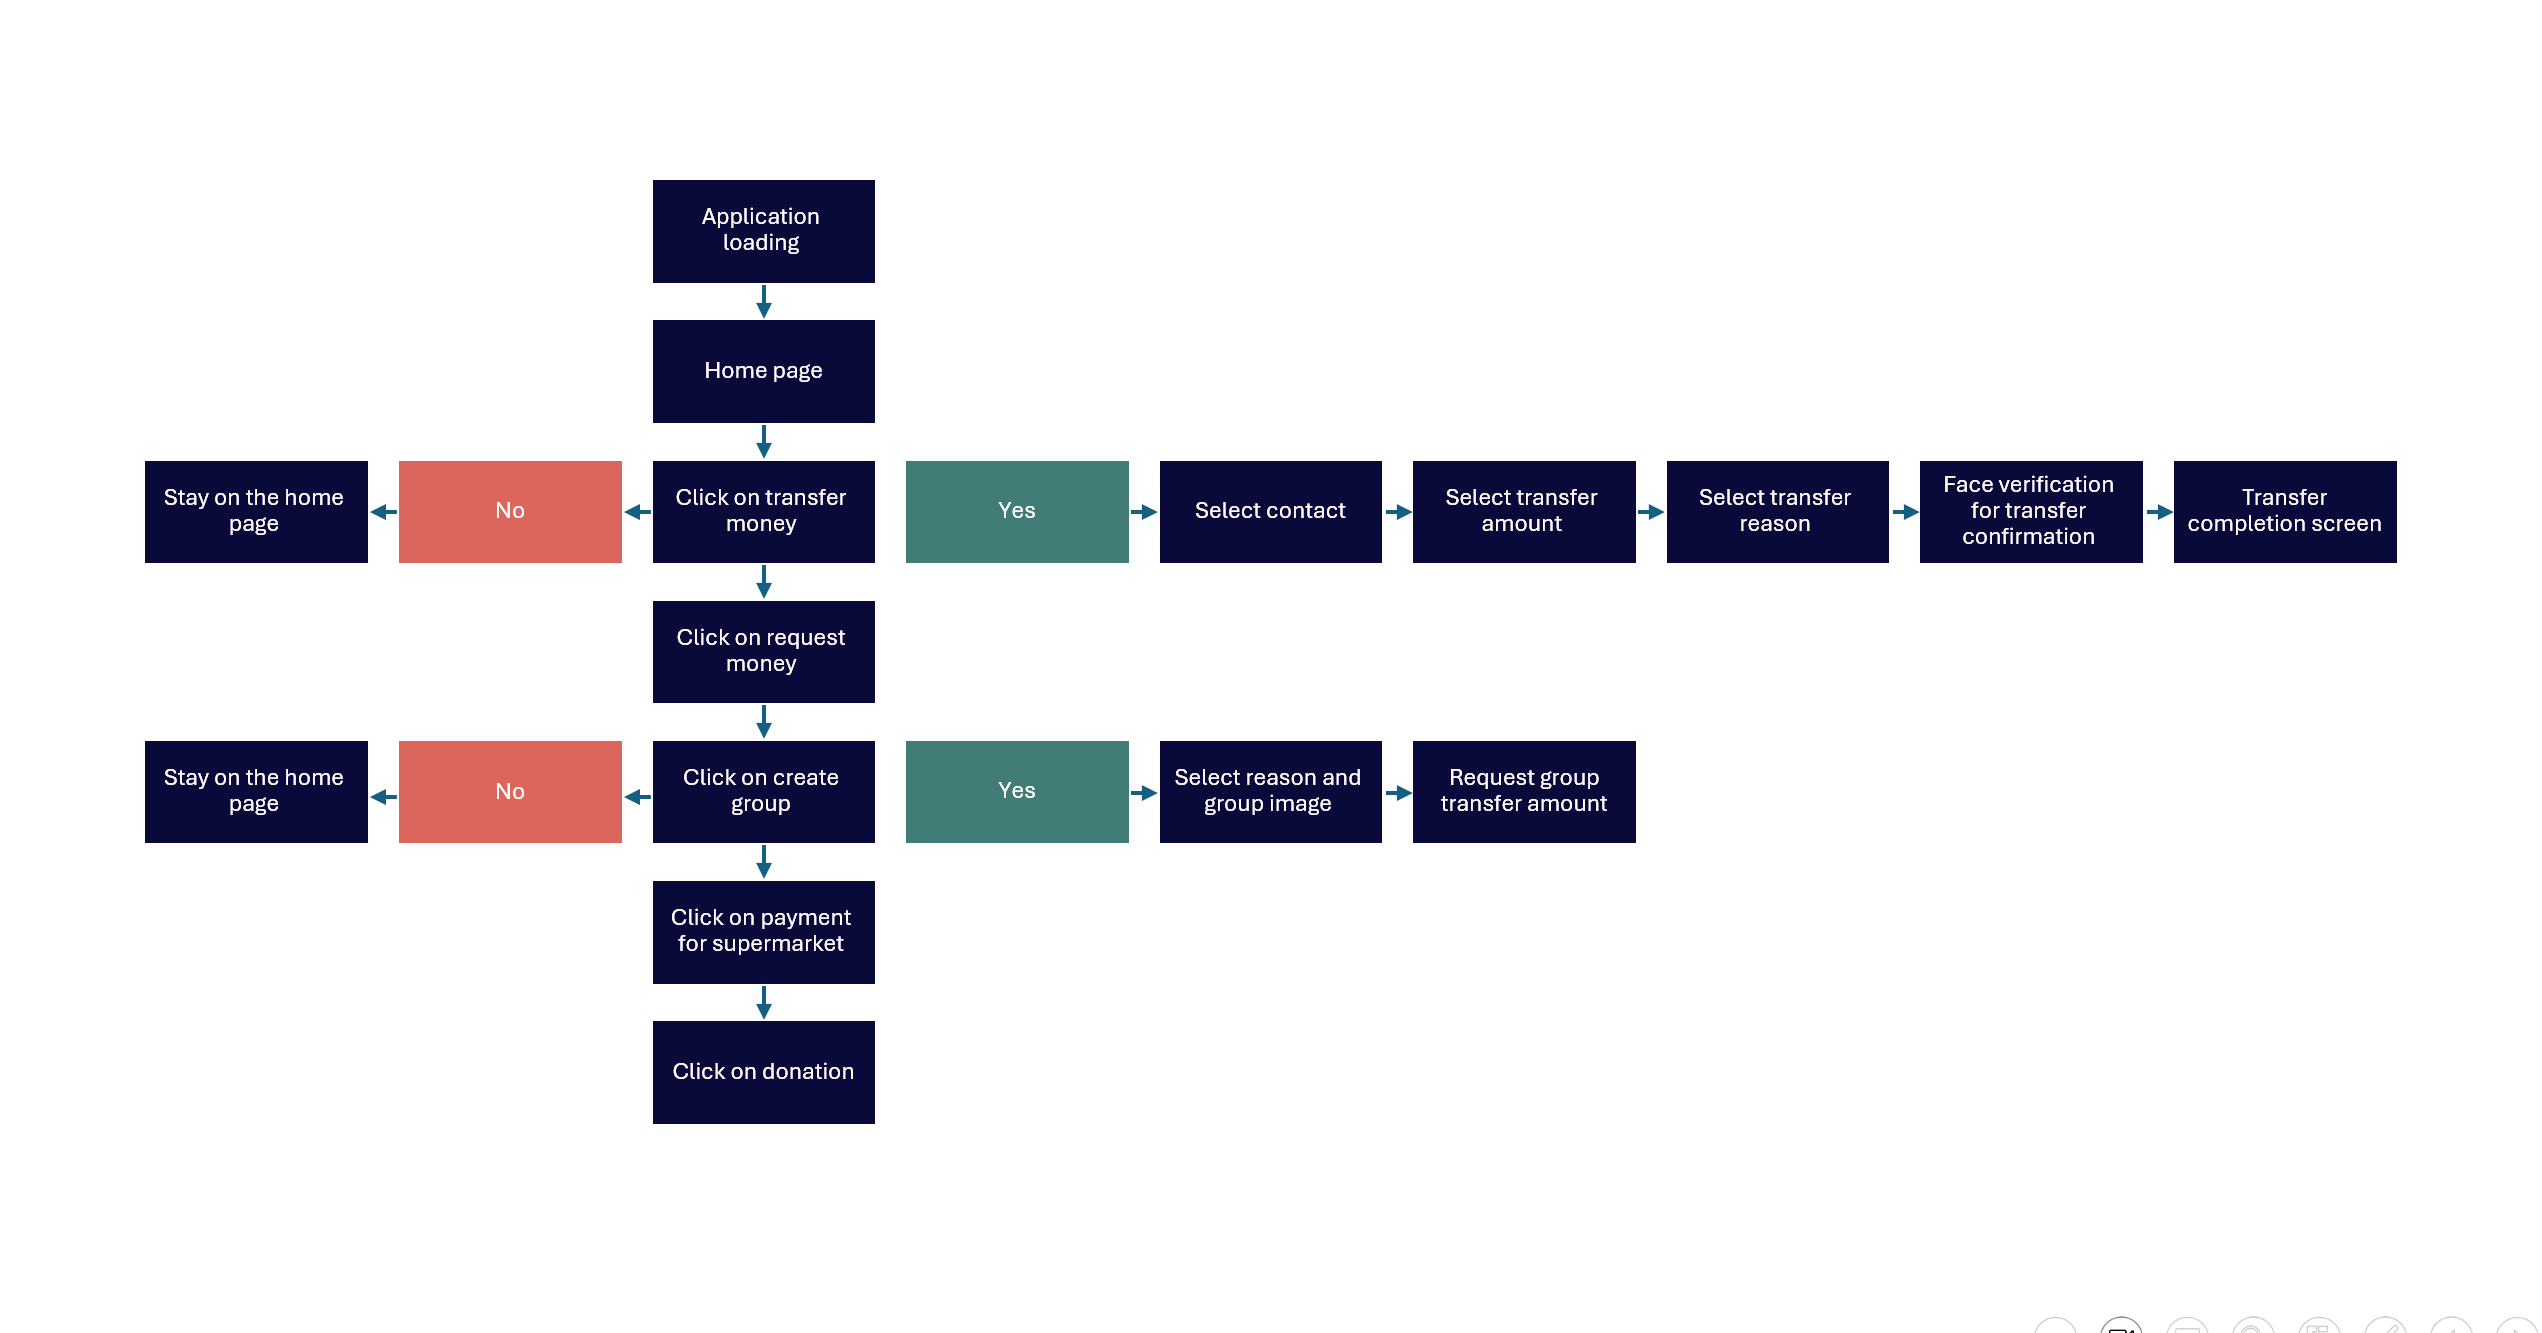 Application
loading
Home page
Stay on the home
page
No
Click on transfer
money
Yes
Select contact
Select transfer
amount
Select transfer
reason
Face verification
for transfer
confirmation
Transfer
completion screen
Click on request
money
Stay on the home
page
No
Click on create
group
Yes
Select reason and
group image
Request group
transfer amount
Click on payment
for supermarket
Click on donation